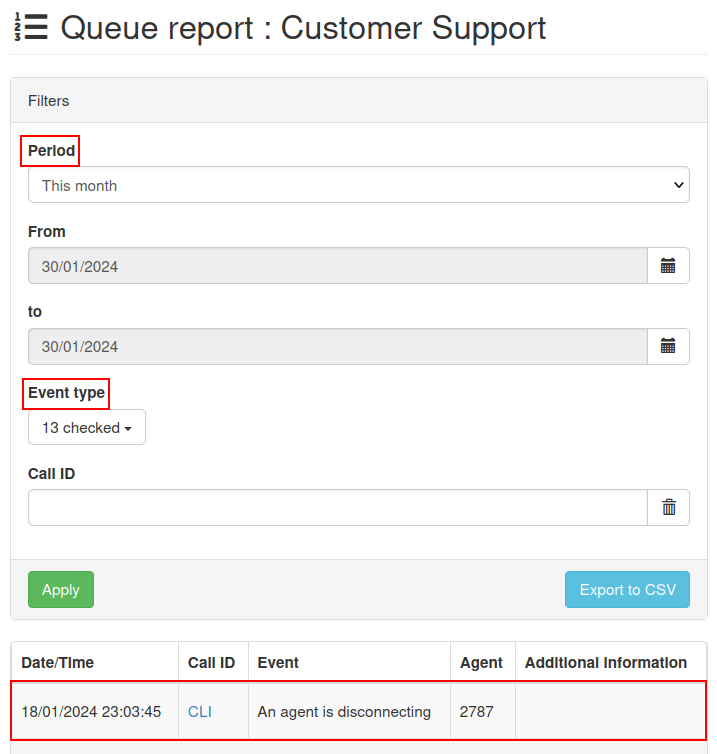 Queue report : Customer Support
Filters
Period
This month
From
30/01/2024
to
30/01/2024
Event type
13 checked
Call ID
Apply Export to CSV
Date/Time Call ID Event Agent Additional information
18/01/2024 23:03:45 CLI An agent is disconnecting 2787